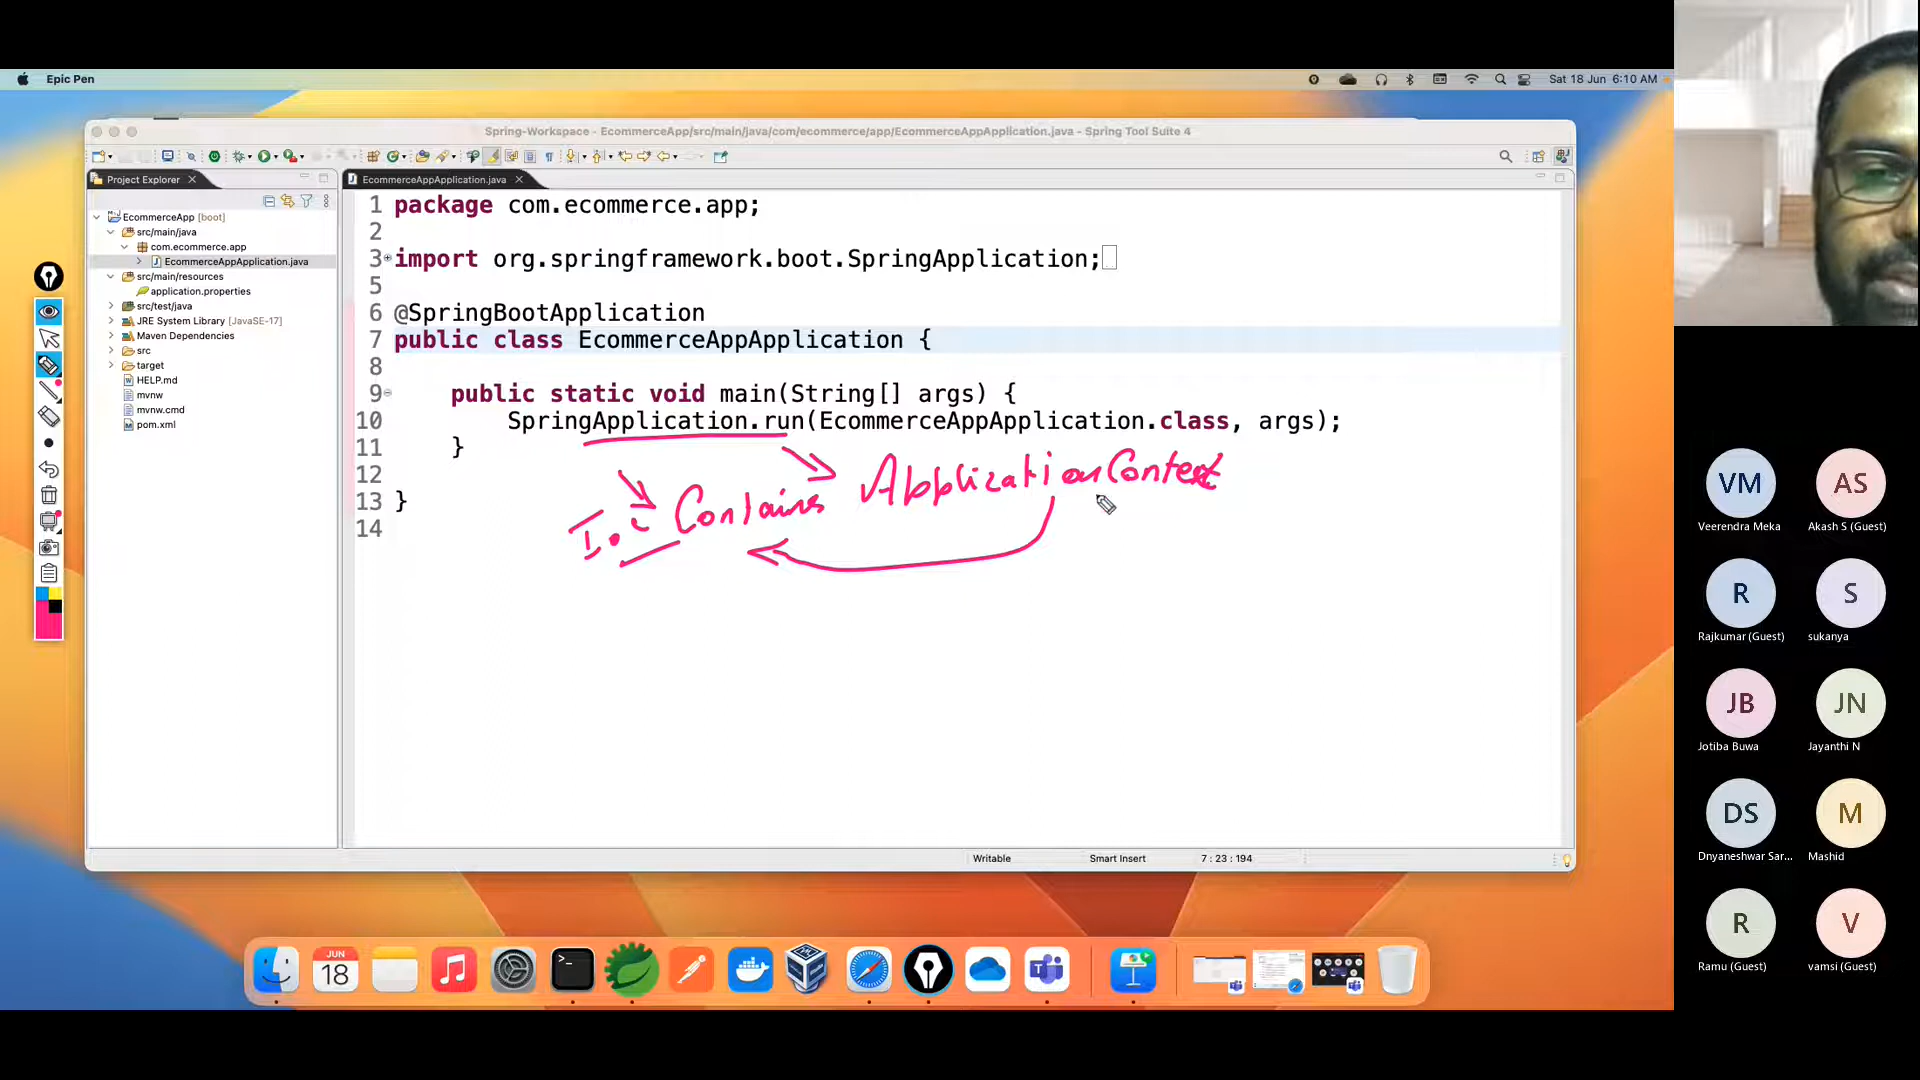 Epic Pen
Sat 18 Jun 6:10 AM
Spring-Workspace - EcommerceApp/src/main/java/com/ecommerce/app/EcommerceAppApplication.java - Spring Tool Suite 4
Project Explorer
EcommerceAppApplication.java
EcommerceApp [boot]
src/main/java
com.ecommerce.app
EcommerceAppApplication.java
src/main/resources
application.properties
src/test/java
JRE System Library [JavaSE-17]
Maven Dependencies
src
target
HELP.md
mvnw
mvnw.cmd
pom.xml
1 package com.ecommerce.app;
2
3 import org.springframework.boot.SpringApplication;
5
6 @SpringBootApplication
7 public class EcommerceAppApplication {
8
9 public static void main(String[] args) {
10 SpringApplication.run(EcommerceAppApplication.class, args);
11 }
12
13 }
14
ApplicationContext
IoC Contains
Writable
Smart Insert
7 : 23 : 194
JUN
18
VM
Veerendra Meka
AS
Akash S (Guest)
R
Rajkumar (Guest)
S
sukanya
JB
Jotiba Buwa
JN
Jayanthi N
DS
Dnyaneshwar Sar...
M
Mashid
R
Ramu (Guest)
V
vamsi (Guest)